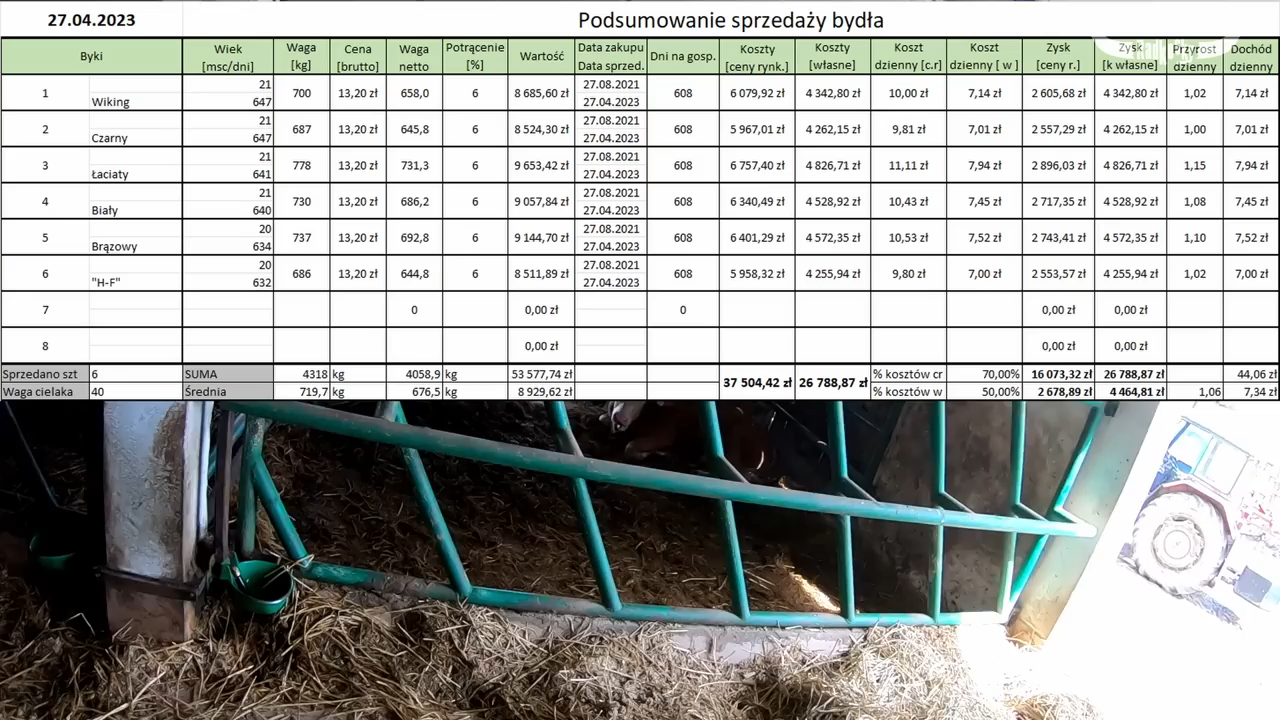 27.04.2023 Podsumowanie sprzedaży bydła
Byki Wiek [msc/dni] Waga [kg] Cena [brutto] Waga netto Potrącenie [%] Wartość Data zakupu Data sprzed. Dni na gosp. Koszty [ceny rynk.] Koszty [własne] Koszt dzienny [c.r] Koszt dzienny [ w ] Zysk [ceny r.] Zysk [k własne] Przyrost dzienny Dochód dzienny
1 Wiking 21 647 700 13,20 zł 658,0 6 8 685,60 zł 27.08.2021 27.04.2023 608 6 079,92 zł 4 342,80 zł 10,00 zł 7,14 zł 2 605,68 zł 4 342,80 zł 1,02 7,14 zł
2 Czarny 21 647 687 13,20 zł 645,8 6 8 524,30 zł 27.08.2021 27.04.2023 608 5 967,01 zł 4 262,15 zł 9,81 zł 7,01 zł 2 557,29 zł 4 262,15 zł 1,00 7,01 zł
3 Łaciaty 21 641 778 13,20 zł 731,3 6 9 653,42 zł 27.08.2021 27.04.2023 608 6 757,40 zł 4 826,71 zł 11,11 zł 7,94 zł 2 896,03 zł 4 826,71 zł 1,15 7,94 zł
4 Biały 21 640 730 13,20 zł 686,2 6 9 057,84 zł 27.08.2021 27.04.2023 608 6 340,49 zł 4 528,92 zł 10,43 zł 7,45 zł 2 717,35 zł 4 528,92 zł 1,08 7,45 zł
5 Brązowy 20 634 737 13,20 zł 692,8 6 9 144,70 zł 27.08.2021 27.04.2023 608 6 401,29 zł 4 572,35 zł 10,53 zł 7,52 zł 2 743,41 zł 4 572,35 zł 1,10 7,52 zł
6 "H-F" 20 632 686 13,20 zł 644,8 6 8 511,89 zł 27.08.2021 27.04.2023 608 5 958,32 zł 4 255,94 zł 9,80 zł 7,00 zł 2 553,57 zł 4 255,94 zł 1,02 7,00 zł
7 0 0,00 zł 0 0,00 zł 0,00 zł
8 0,00 zł 0,00 zł 0,00 zł
Sprzedano szt 6 SUMA 4318 kg 4058,9 kg 53 577,74 zł 37 504,42 zł 26 788,87 zł % kosztów cr 70,00% 16 073,32 zł 26 788,87 zł 44,06 zł
Waga cielaka 40 Średnia 719,7 kg 676,5 kg 8 929,62 zł % kosztów w 50,00% 2 678,89 zł 4 464,81 zł 1,06 7,34 zł